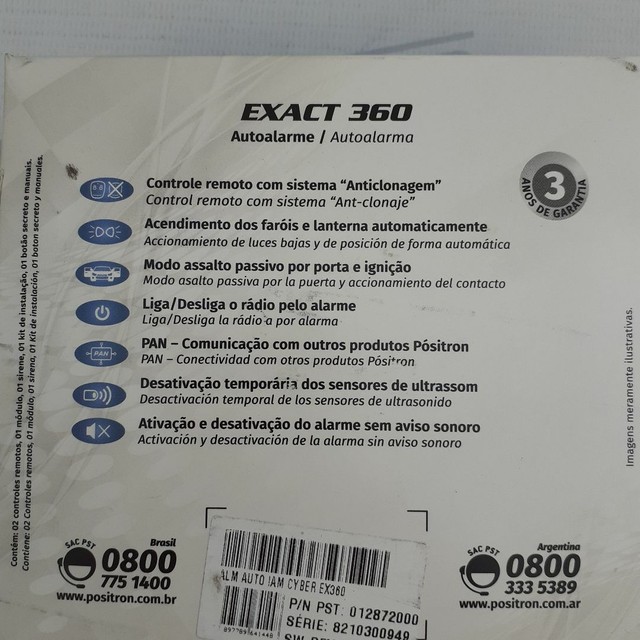 EXACT 360
Autoalarme / Autoalarma
Controle remoto com sistema “Anticlonagem”
Control remoto com sistema “Ant-clonaje”
Acendimento dos faróis e lanterna automaticamente
Accionamiento de luces bajas y de posición de forma automática
Modo assalto passivo por porta e ignição
Modo asalto passiva por la puerta y accionamiento del contacto
Liga/Desliga o rádio pelo alarme
Liga/Desliga la rádio a por alarma
PAN
PAN – Comunicação com outros produtos Pósitron
PAN – Conectividad com otros produtos Pósitron
Desativação temporária dos sensores de ultrassom
Desactivación temporal de los sensores de ultrasonido
Ativação e desativação do alarme sem aviso sonoro
Activación y desactivación de la alarma sin aviso sonoro
3
ANOS DE GARANTIA
Contém: 02 controles remotos, 01 módulo, 01 sirene, 01 kit de instalação, 01 botão secreto e manuais.
Contiene: 02 Controles remotos, 01 módulo, 01 sirena, 01 Kit de instalación, 01 boton secreto y manuales.
Imagens meramente ilustrativas.
SAC PST
Brasil
0800
775 1400
www.positron.com.br
SAC PST
Argentina
0800
333 5389
www.positron.com.ar
ALM AUTO IAM CYBER EX360
P/N PST: 012872000
SÉRIE: 8210300949